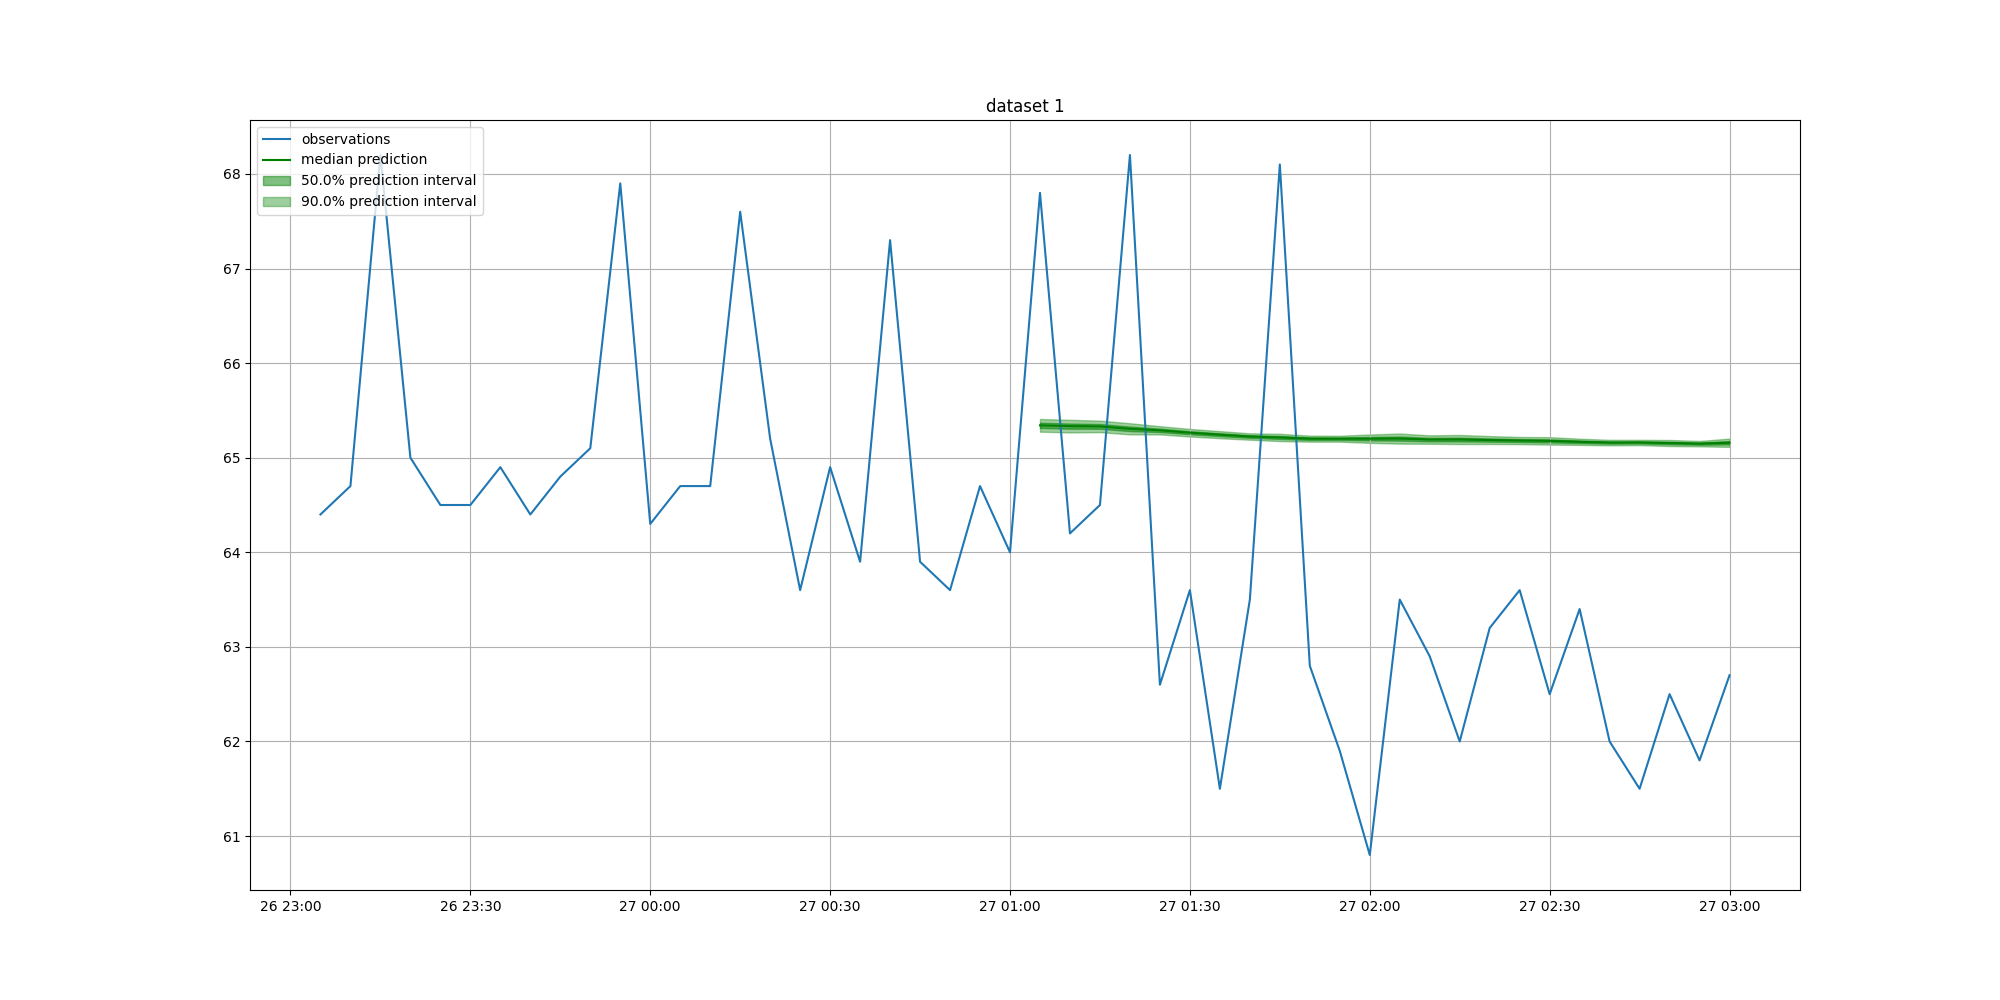 dataset 1
observations
median prediction
50.0% prediction interval
90.0% prediction interval
68
67
66
65
64
63
62
61
26 23:00 26 23:30 27 00:00 27 00:30 27 01:00 27 01:30 27 02:00 27 02:30 27 03:00